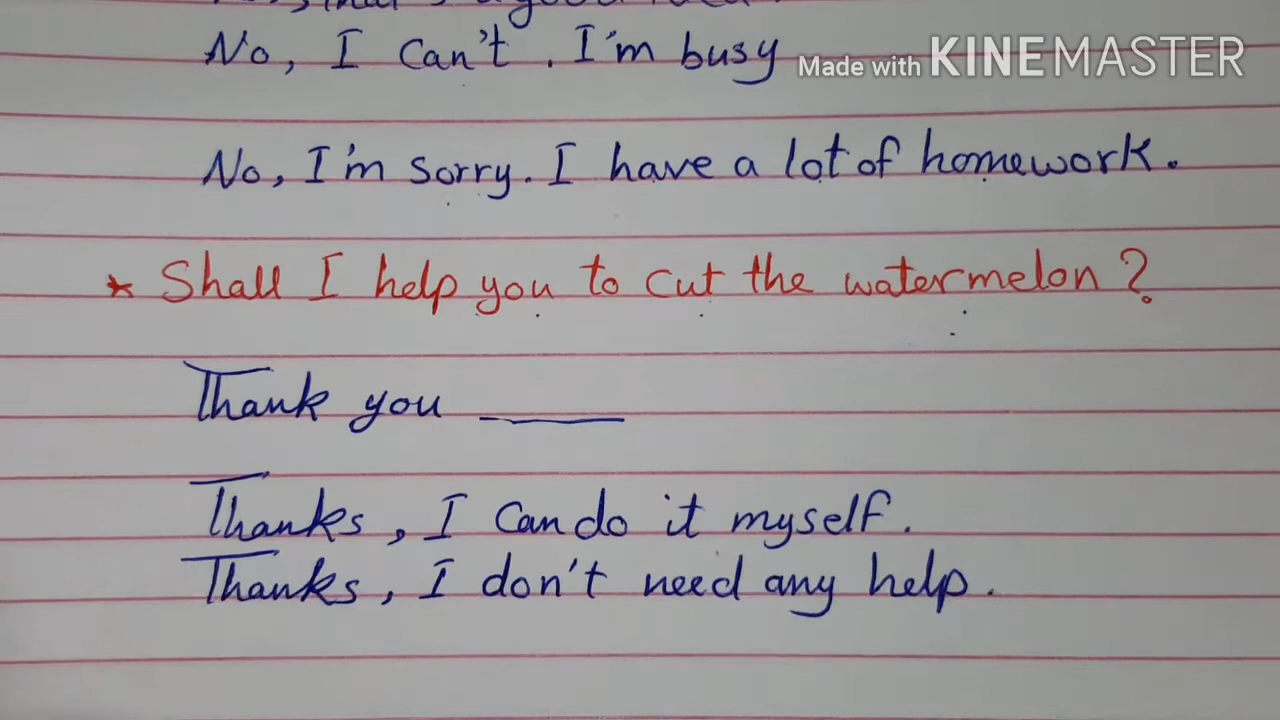 No, I can't. I'm busy
Made with KINEMASTER
No, I'm sorry. I have a lot of homework.
* Shall I help you to cut the watermelon?
Thank you ______
Thanks, I can do it myself.
Thanks, I don't need any help.